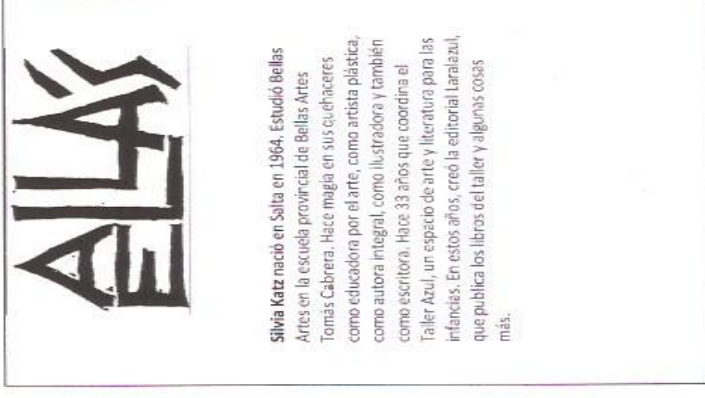 ALLA'S
ELLA'S
Silvia Katz nació en Salta en 1964. Estudió Bellas
Artes en la escuela provincial de Bellas Artes
Tomás Cabrera. Hace magia en sus quehaceres
como educadora por el arte, como artista plástica,
como autora integral, como ilustradora y también
como escritora. Hace 33 años que coordina el
Taller Azul, un espacio de arte y literatura para las
infancias. En estos años, creó la editorial Laralazul,
que publica los libros del taller y algunas cosas
más.